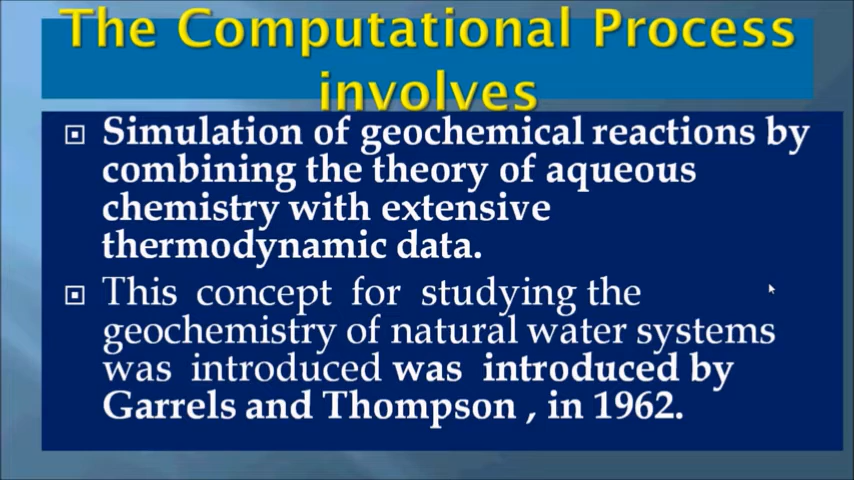 The Computational Process
involves
Simulation of geochemical reactions by
combining the theory of aqueous
chemistry with extensive
thermodynamic data.
This concept for studying the
geochemistry of natural water systems
was introduced was introduced by
Garrels and Thompson , in 1962.